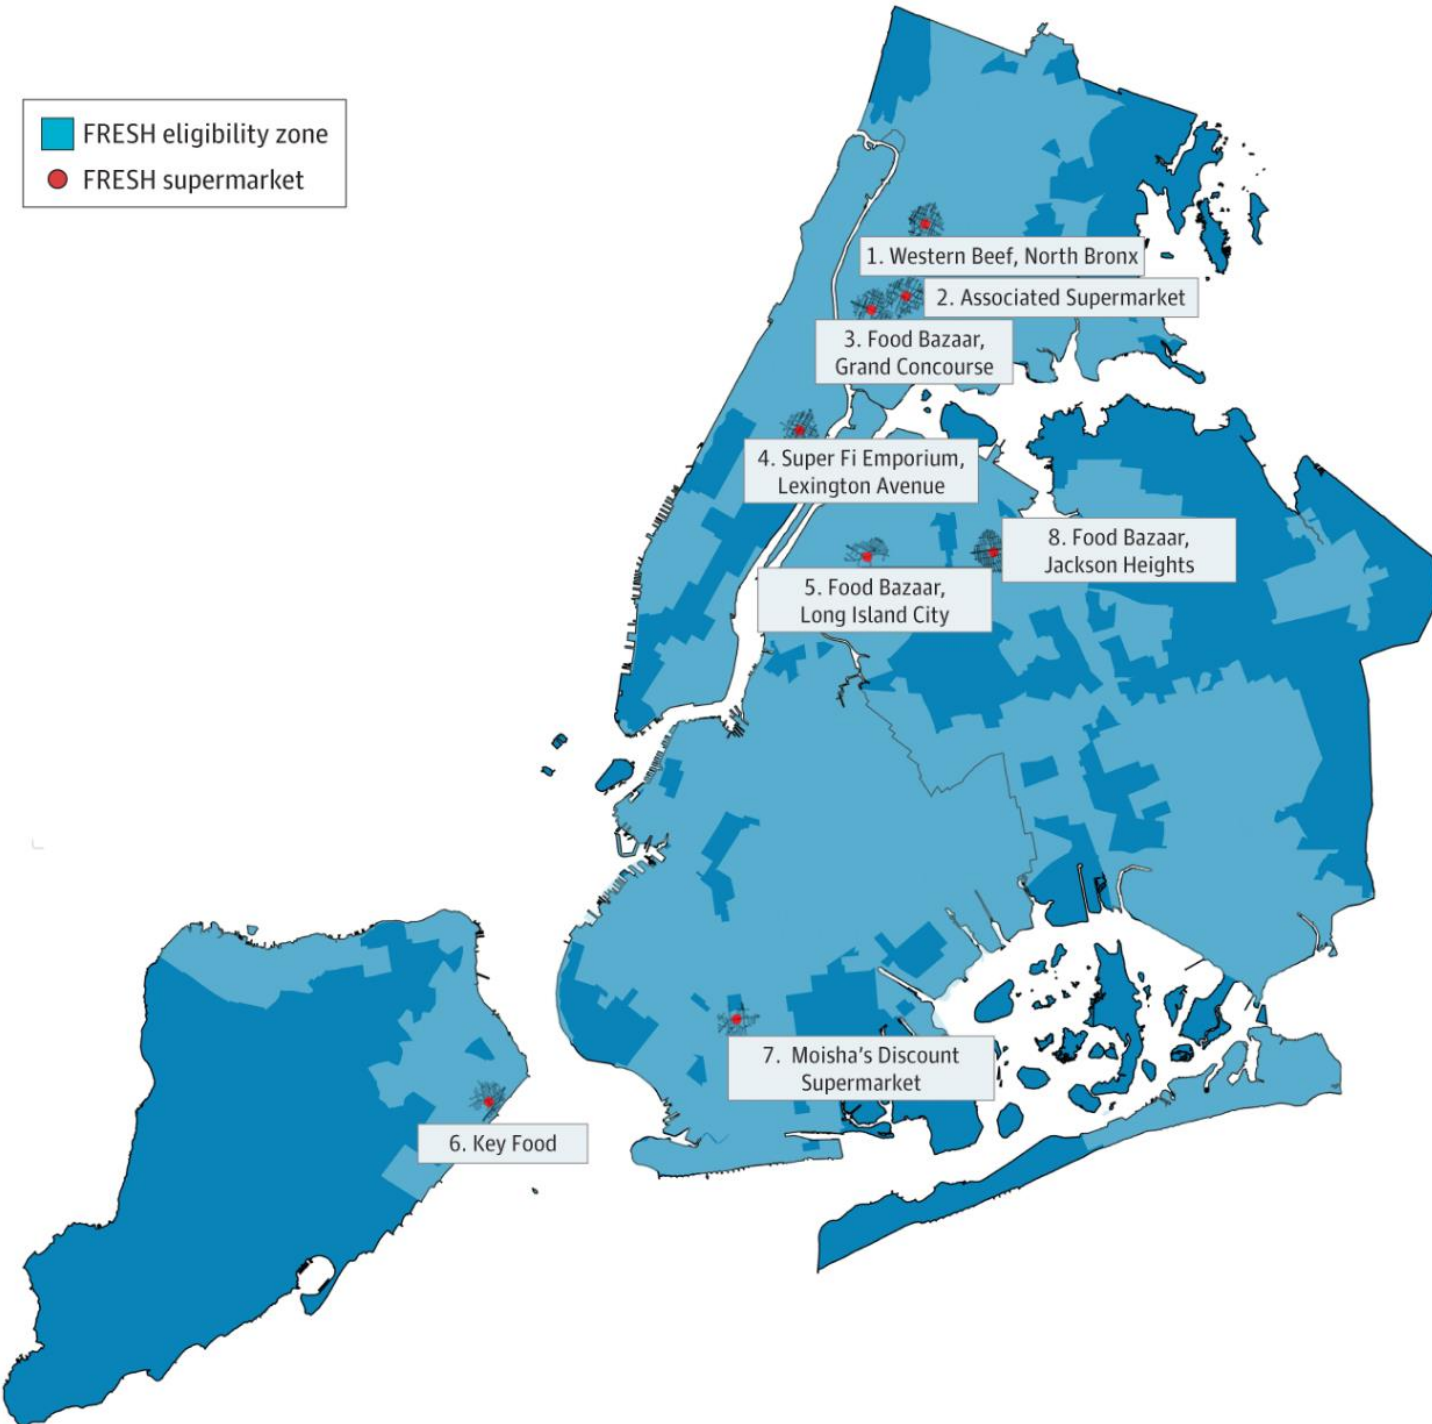 FRESH eligibility zone
FRESH supermarket
1. Western Beef, North Bronx
2. Associated Supermarket
3. Food Bazaar,
Grand Concourse
4. Super Fi Emporium,
Lexington Avenue
8. Food Bazaar,
Jackson Heights
5. Food Bazaar,
Long Island City
7. Moisha's Discount
Supermarket
6. Key Food